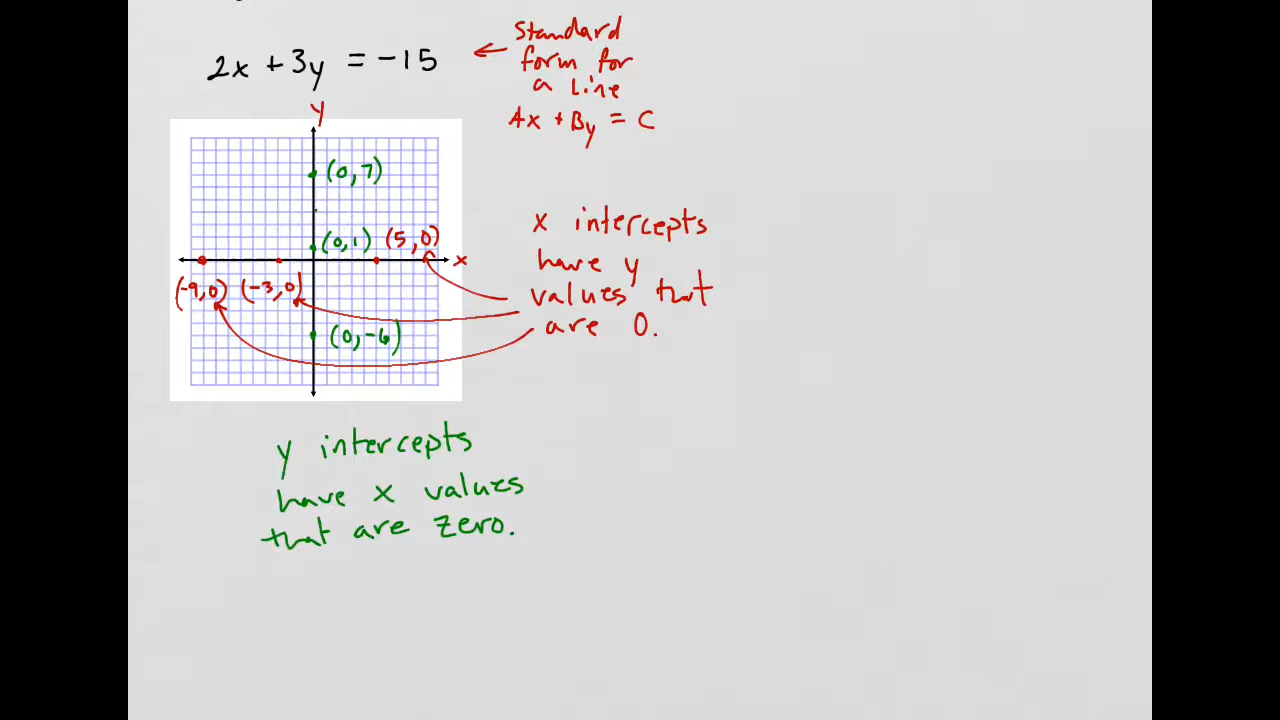 2x + 3y = -15
Standard
form for
a line
Ax + By = C
y
(0, 7)
(0, 1)
(5, 0)
x
(-9, 0)
(-3, 0)
(0, -6)
x intercepts
have y
values that
are 0.
y intercepts
have x values
that are zero.